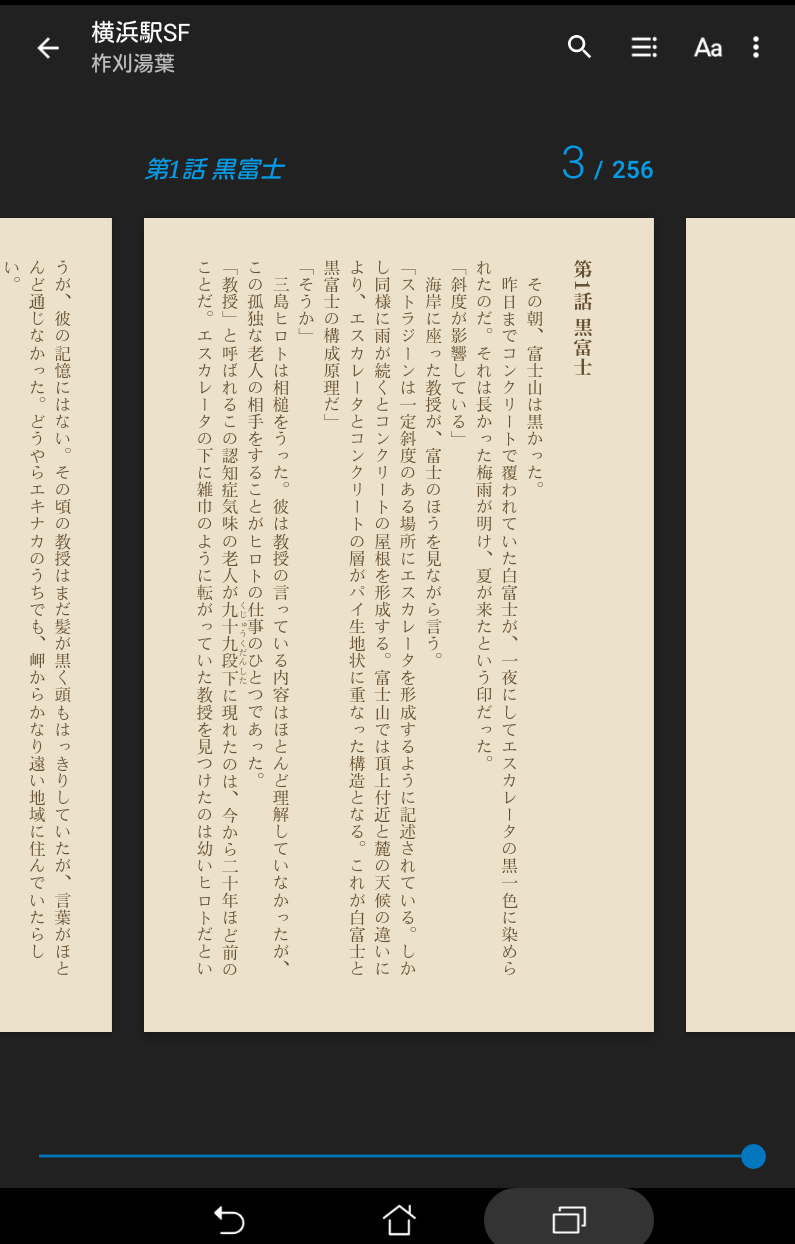 横浜駅SF
柞刈湯葉
Aa
第1話 黒富士
3 / 256
第1話 黒富士
その朝、富士山は黒かった。
昨日までコンクリートで覆われていた白富士が、一夜にしてエスカレータの黒一色に染めら
れたのだ。それは長かった梅雨が明け、夏が来たという印だった。
「斜度が影響している」
海岸に座った教授が、富士のほうを見ながら言う。
「ストラジーンは一定斜度のある場所にエスカレータを形成するように記述されている。しか
し同様に雨が続くとコンクリートの屋根を形成する。富士山では頂上付近と麓の天候の違いに
より、エスカレータとコンクリートの層がパイ生地状に重なった構造となる。これが白富士と
黒富士の構成原理だ」
「そうか」
三島ヒロトは相槌をうった。彼は教授の言っている内容はほとんど理解していなかったが、
この孤独な老人の相手をすることがヒロトの仕事のひとつであった。
くじゅうくだんした
「教授」と呼ばれるこの認知症気味の老人が九十九段下に現れたのは、今から二十年ほど前の
ことだ。エスカレータの下に雑巾のように転がっていた教授を見つけたのは幼いヒロトだとい
うが、彼の記憶にはない。その頃の教授はまだ髪が黒く頭もはっきりしていたが、言葉がほと
んど通じなかった。どうやらエキナカのうちでも、岬からかなり遠い地域に住んでいたらし
い。